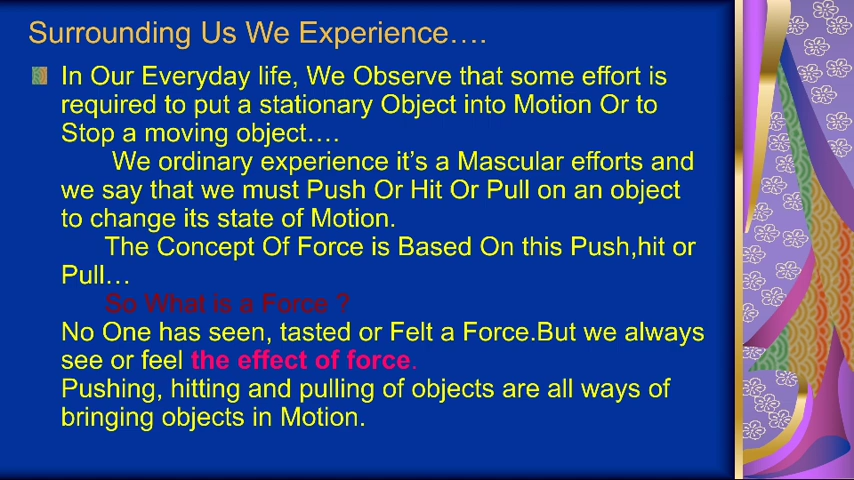 Surrounding Us We Experience….
In Our Everyday life, We Observe that some effort is
required to put a stationary Object into Motion Or to
Stop a moving object….
We ordinary experience it’s a Mascular efforts and
we say that we must Push Or Hit Or Pull on an object
to change its state of Motion.
The Concept Of Force is Based On this Push,hit or
Pull…
So What is a Force ?
No One has seen, tasted or Felt a Force.But we always
see or feel the effect of force.
Pushing, hitting and pulling of objects are all ways of
bringing objects in Motion.